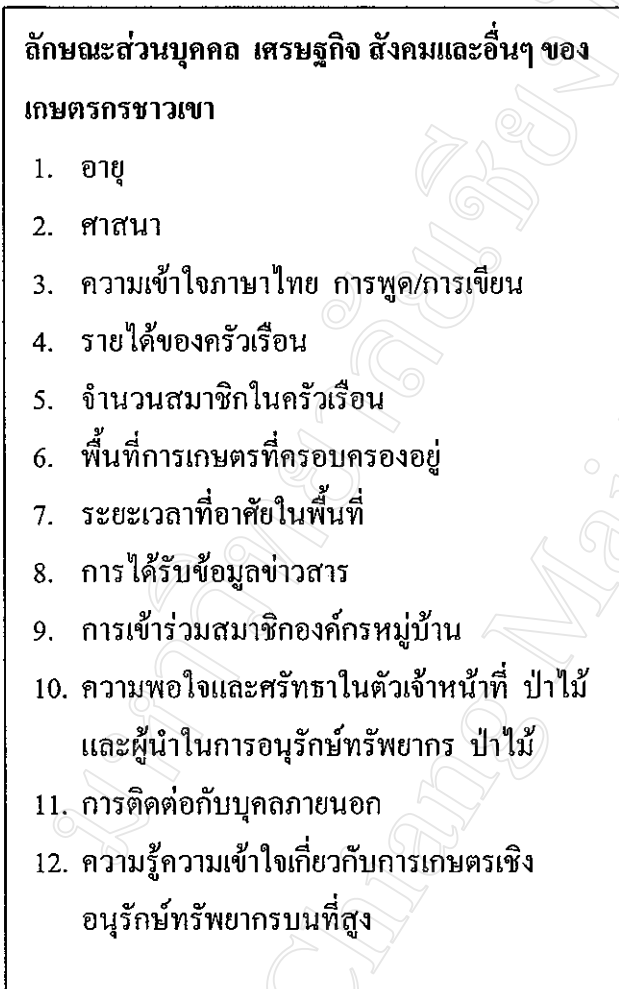 ลักษณะส่วนบุคคล เศรษฐกิจ สังคมและอื่นๆ ของ
เกษตรกรชาวเขา
1. อายุ
2. ศาสนา
3. ความเข้าใจภาษาไทย การพูด/การเขียน
4. รายได้ของครัวเรือน
5. จำนวนสมาชิกในครัวเรือน
6. พื้นที่การเกษตรที่ครอบครองอยู่
7. ระยะเวลาที่อาศัยในพื้นที่
8. การได้รับข้อมูลข่าวสาร
9. การเข้าร่วมสมาชิกองค์กรหมู่บ้าน
10. ความพอใจและศรัทธาในตัวเจ้าหน้าที่ ป่าไม้
และผู้นำในการอนุรักษ์ทรัพยากร ป่าไม้
11. การติดต่อกับบุคลภายนอก
12. ความรู้ความเข้าใจเกี่ยวกับการเกษตรเชิง
อนุรักษ์ทรัพยากรบนที่สูง